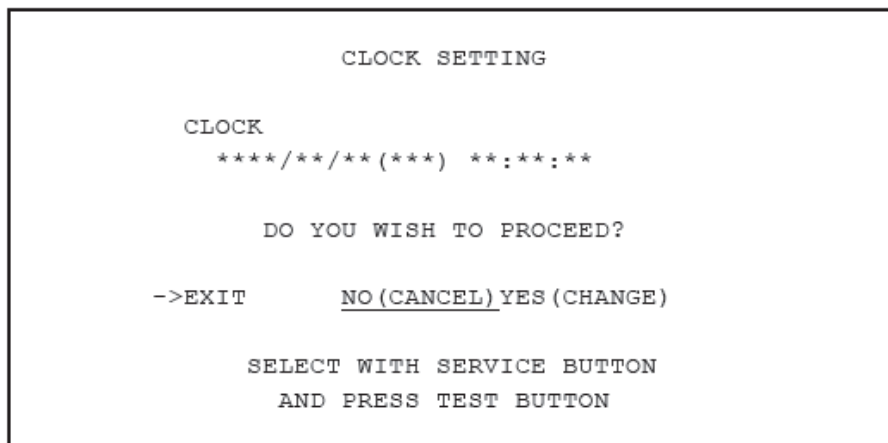 CLOCK SETTING
CLOCK
****/**/**(***) **:**:**
DO YOU WISH TO PROCEED?
->EXIT NO(CANCEL) YES(CHANGE)
SELECT WITH SERVICE BUTTON
AND PRESS TEST BUTTON